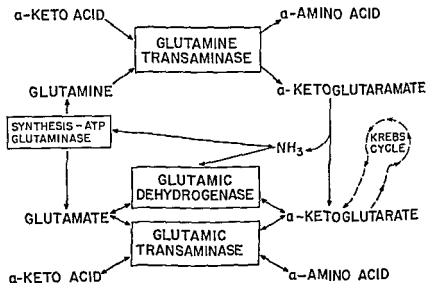 α-KETO ACID
α-AMINO ACID
GLUTAMINE
TRANSAMINASE
GLUTAMINE
α-KETOGLUTARAMATE
SYNTHESIS-ATP
GLUTAMINASE
KREBS
CYCLE
NH3
GLUTAMIC
DEHYDROGENASE
GLUTAMATE
α-KETOGLUTARATE
GLUTAMIC
TRANSAMINASE
α-KETO ACID
α-AMINO ACID